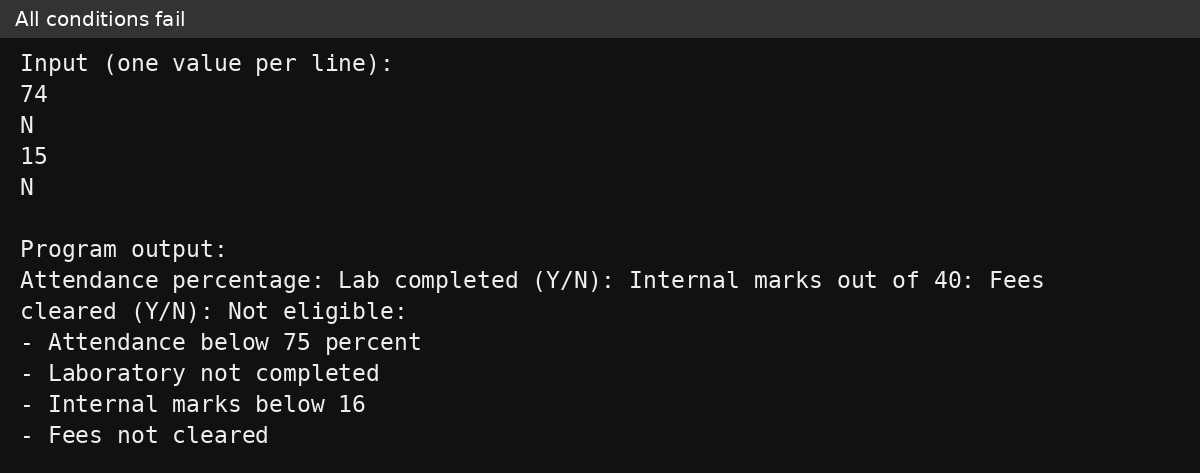 All conditions fail
Input (one value per line):
74
N
15
N
Program output:
Attendance percentage: Lab completed (Y/N): Internal marks out of 40: Fees
cleared (Y/N): Not eligible:
- Attendance below 75 percent
- Laboratory not completed
- Internal marks below 16
- Fees not cleared